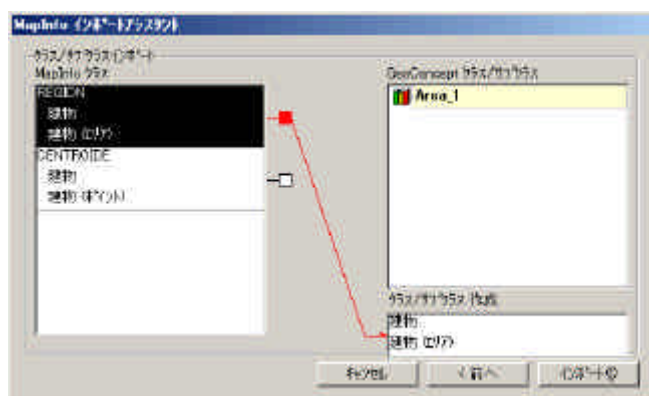 MapInfo インポートアシスタント
クラス/サブクラスインポート
MapInfo クラス
REGION
建物
建物 (エリア)
CENTROIDE
建物
建物 (ポイント)
GeoConcept クラス/サブクラス
Area_1
クラス/サブクラス 作成
建物
建物 (エリア)
キャンセル
< 前へ
インポート(I)